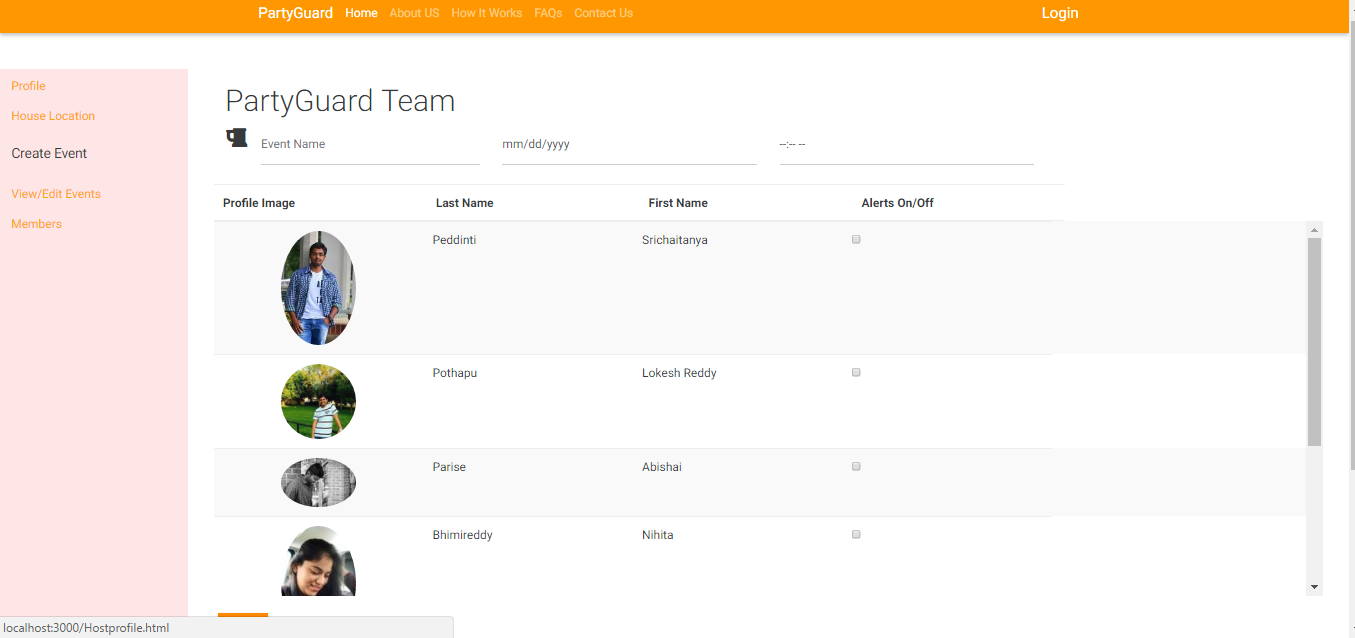 PartyGuard Home About US How It Works FAQs Contact Us Login
Profile
House Location
Create Event
View/Edit Events
Members
PartyGuard Team
Event Name mm/dd/yyyy --:-- --
Profile Image Last Name First Name Alerts On/Off
Peddinti Srichaitanya
Pothapu Lokesh Reddy
Parise Abishai
Bhimireddy Nihita
localhost:3000/Hostprofile.html